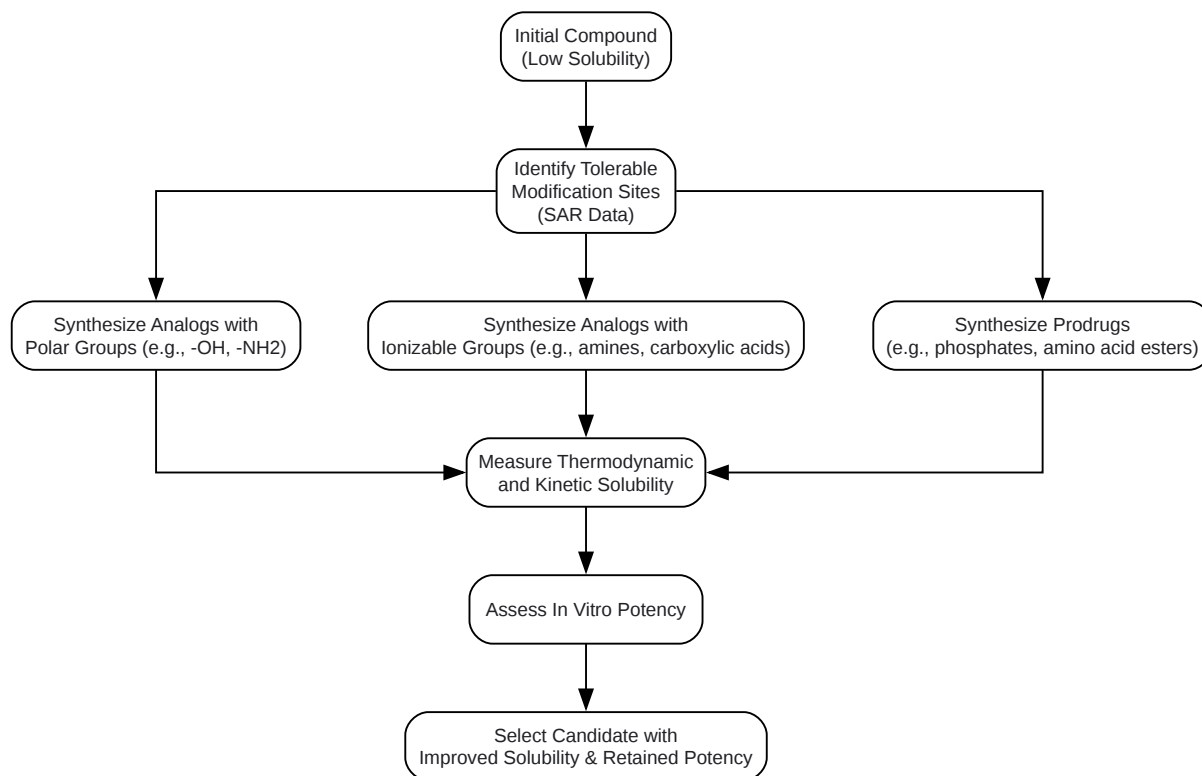 Initial Compound
(Low Solubility)
Identify Tolerable
Modification Sites
(SAR Data)
Synthesize Analogs with
Polar Groups (e.g., -OH, -NH2)
Synthesize Analogs with
Ionizable Groups (e.g., amines, carboxylic acids)
Synthesize Prodrugs
(e.g., phosphates, amino acid esters)
Measure Thermodynamic
and Kinetic Solubility
Assess In Vitro Potency
Select Candidate with
Improved Solubility & Retained Potency